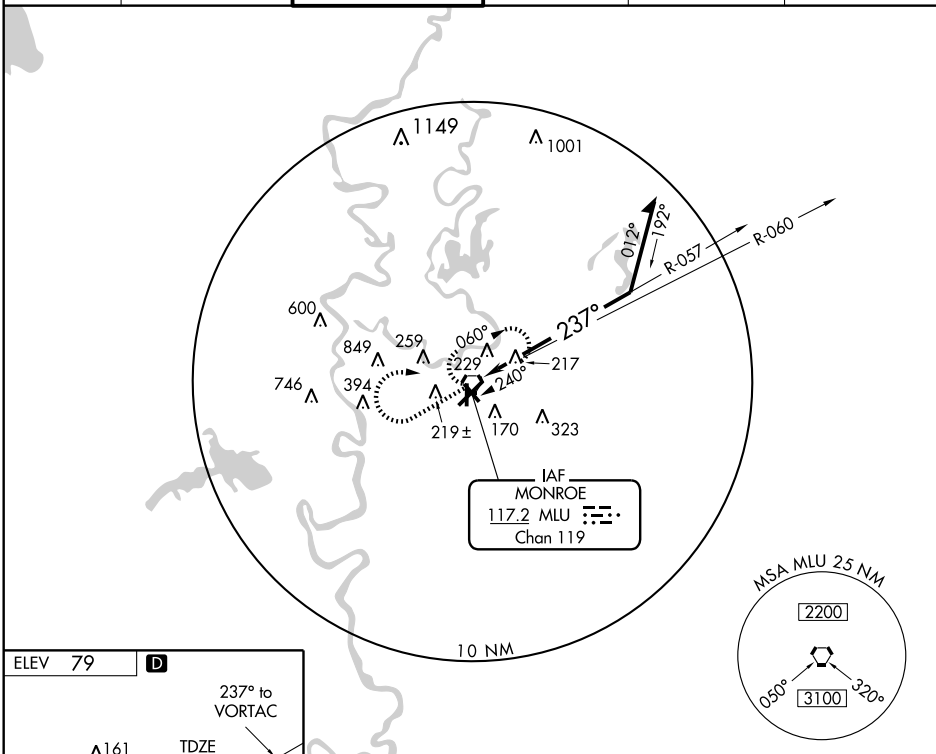 1149
1001
012°
192°
R-057
R-060
237°
600
849
259
060°
229
217
240°
746
394
219±
170
323
IAF
MONROE
117.2 MLU
Chan 119
10 NM
MSA MLU 25 NM
2200
050°
320°
3100
ELEV 79
D
237° to
VORTAC
161
TDZE